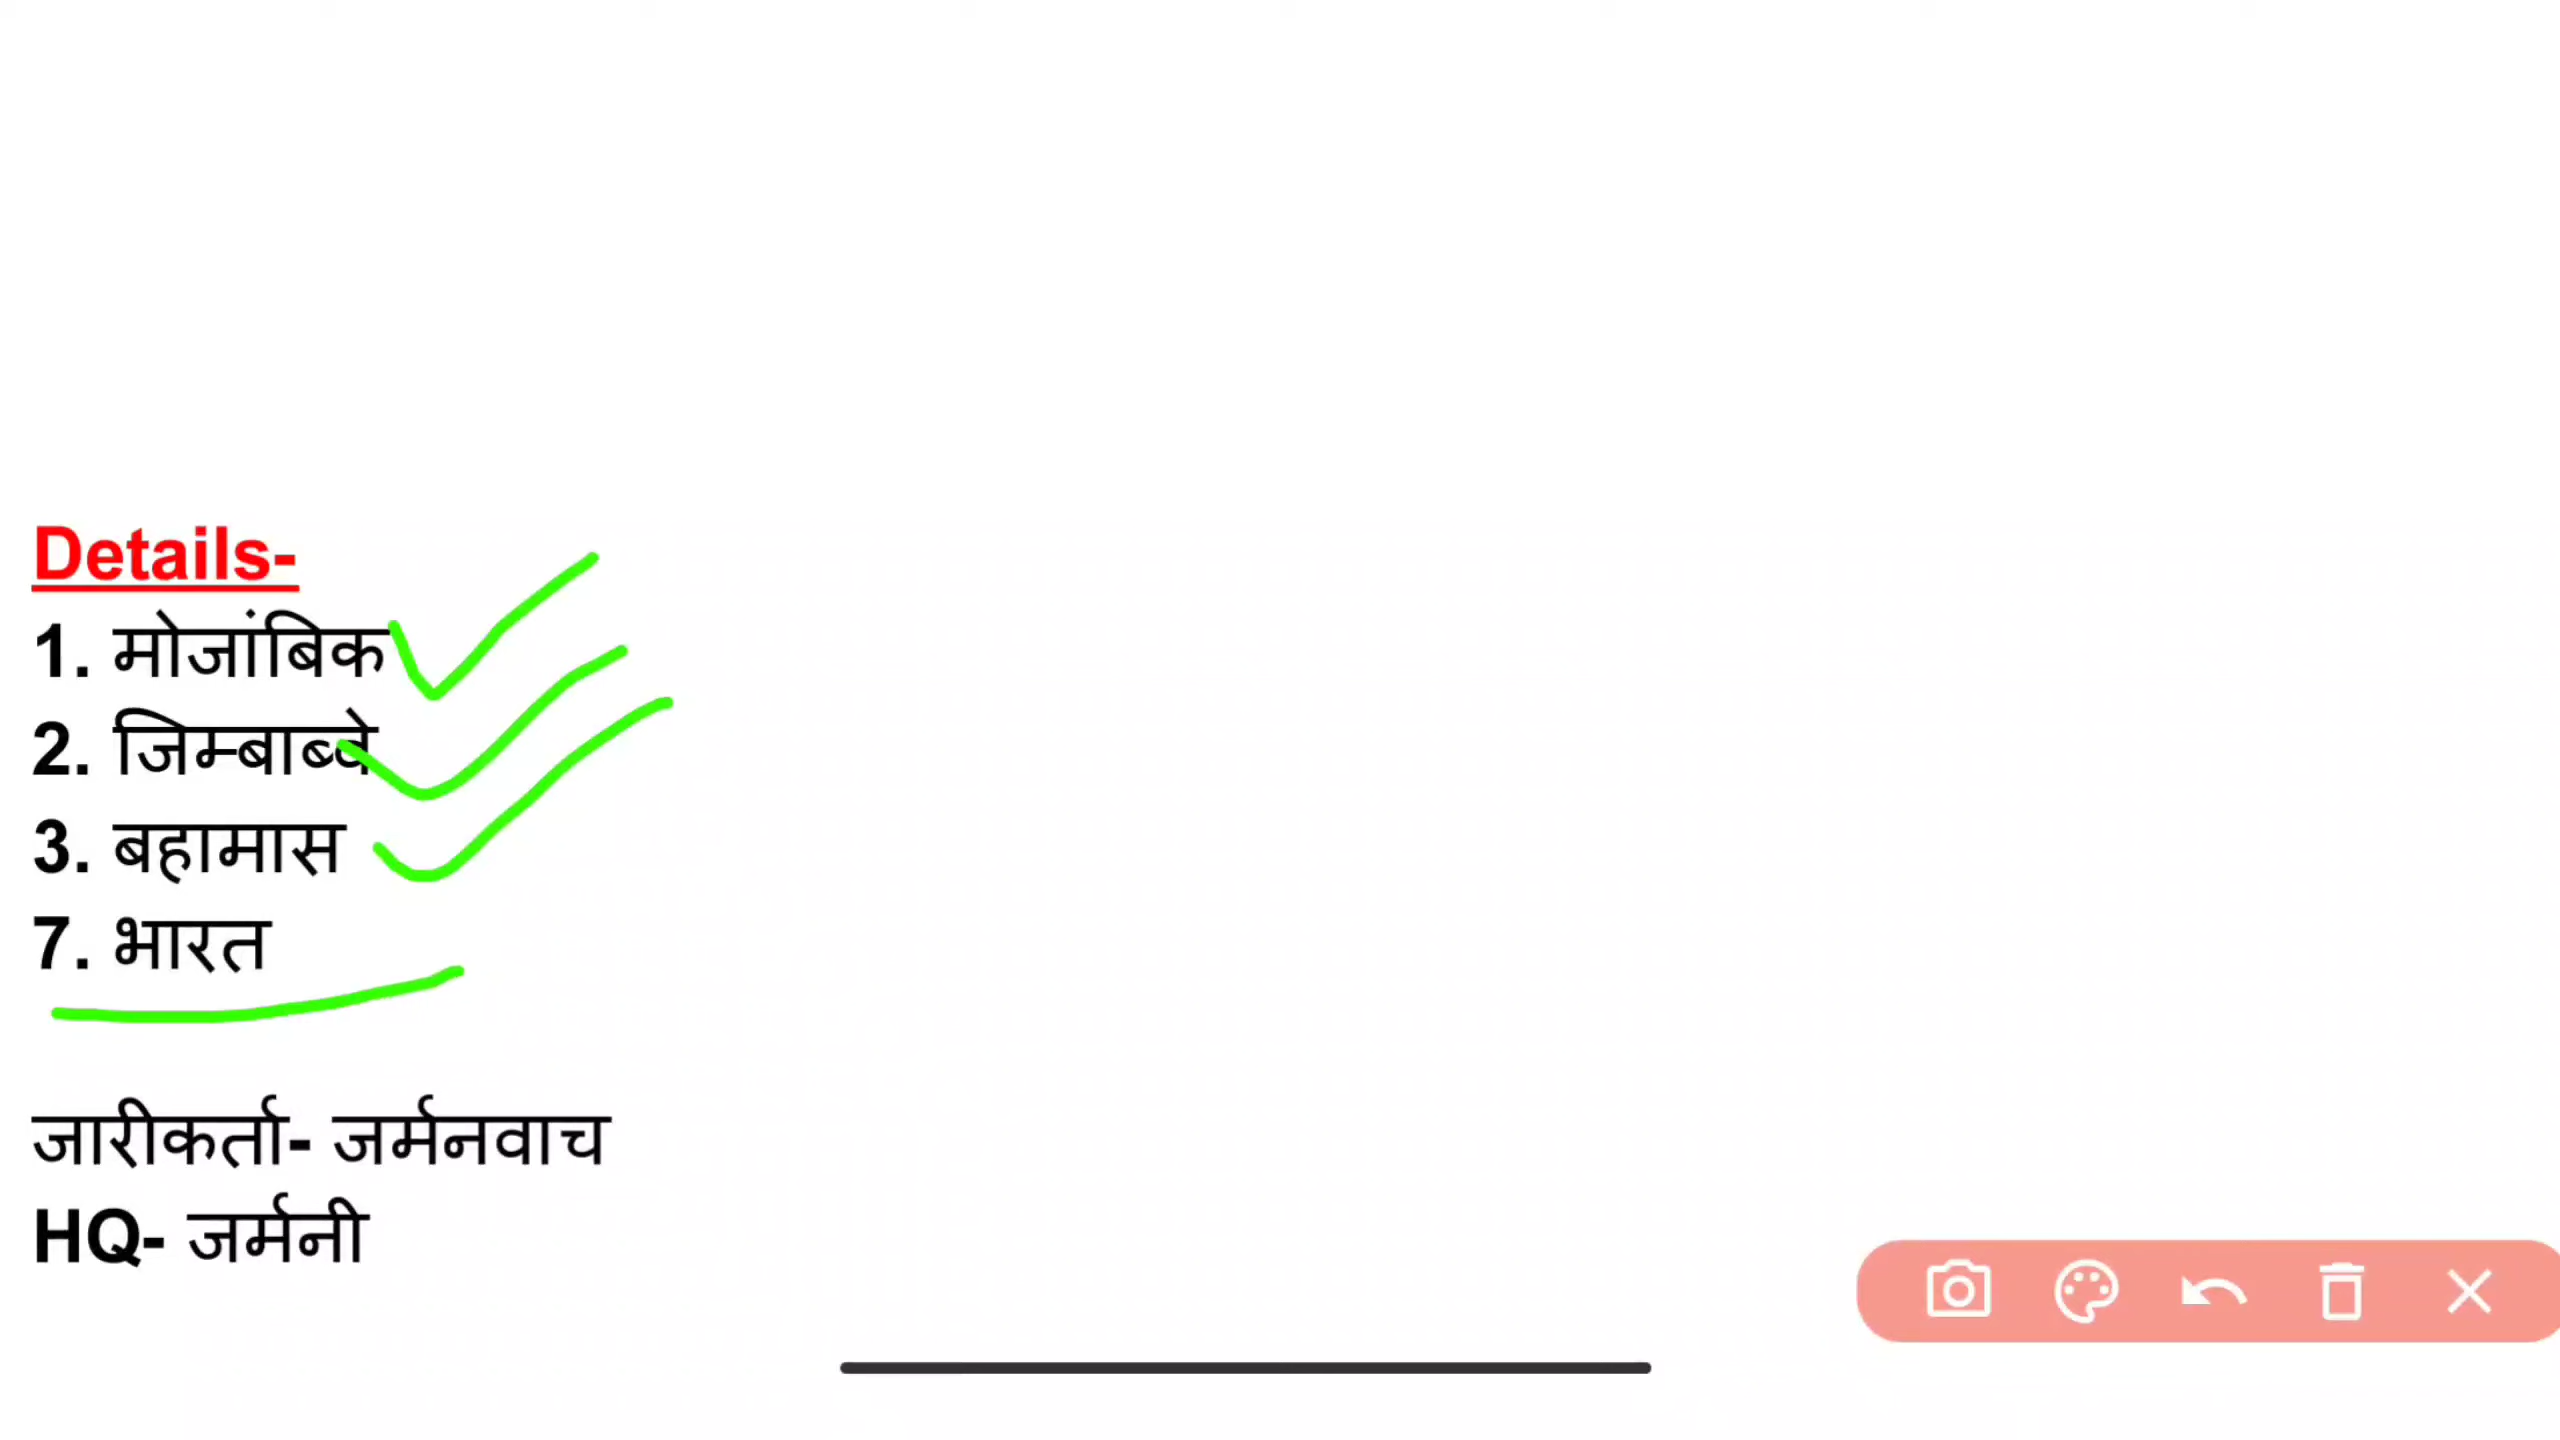 Details-
1. मोजांबिक
2. जिम्बाब्वे
3. बहामास
7. भारत
जारीकर्ता- जर्मनवाच
HQ- जर्मनी